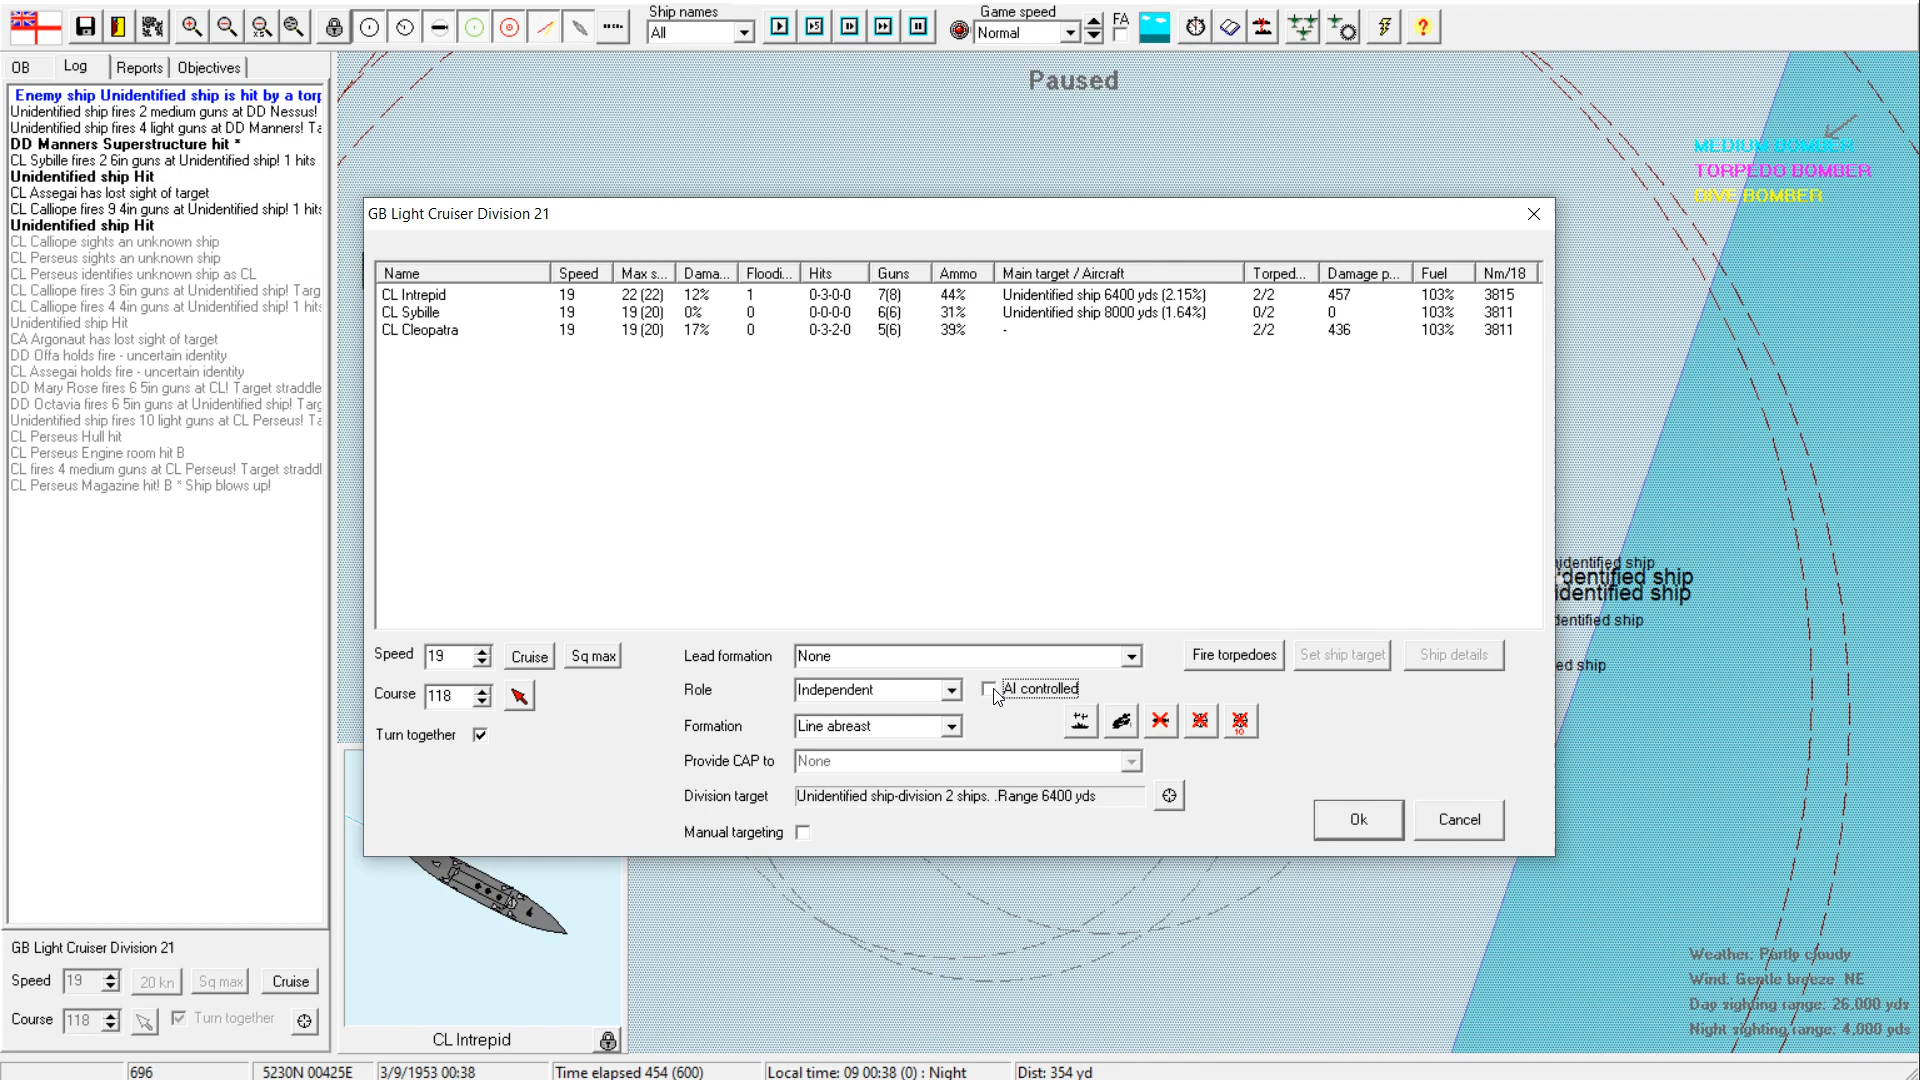 Ship names
All
Game speed
Normal
FA
OB
Log
Reports
Objectives
Paused
Enemy ship Unidentified ship is hit by a torp
Unidentified ship fires 2 medium guns at DD Nessus!
Unidentified ship fires 4 light guns at DD Manners! Ta
DD Manners Superstructure hit *
CL Sybille fires 2 6in guns at Unidentified ship! 1 hits
Unidentified ship Hit
CL Assegai has lost sight of target
CL Calliope fires 9 4in guns at Unidentified ship! 1 hits
Unidentified ship Hit
CL Calliope sights an unknown ship
CL Perseus sights an unknown ship
CL Perseus identifies unknown ship as CL
CL Calliope fires 3 6in guns at Unidentified ship! Targ
CL Calliope fires 4 4in guns at Unidentified ship! 1 hits
Unidentified ship Hit
CA Argonaut has lost sight of target
DD Offa holds fire - uncertain identity
CL Assegai holds fire - uncertain identity
DD Mary Rose fires 6 5in guns at CL! Target straddle
DD Octavia fires 6 5in guns at Unidentified ship! Targ
Unidentified ship fires 10 light guns at CL Perseus! Ta
CL Perseus Hull hit
CL Perseus Engine room hit B
CL fires 4 medium guns at CL Perseus! Target straddl
CL Perseus Magazine hit! B * Ship blows up!
MEDIUM BOMBER
TORPEDO BOMBER
DIVE BOMBER
GB Light Cruiser Division 21
Name Speed Max s... Dama... Floodi... Hits Guns Ammo Main target / Aircraft Torped... Damage p... Fuel Nm/18
CL Intrepid 19 22 (22) 12% 1 0-3-0-0 7(8) 44% Unidentified ship 6400 yds (2.15%) 2/2 457 103% 3815
CL Sybille 19 19 (20) 0% 0 0-0-0-0 6(6) 31% Unidentified ship 8000 yds (1.64%) 0/2 0 103% 3811
CL Cleopatra 19 19 (20) 17% 0 0-3-2-0 5(6) 39% - 2/2 436 103% 3811
Speed 19 Cruise Sq max
Course 118
Turn together
Lead formation None
Role Independent AI controlled
Formation Line abreast
10
Provide CAP to None
Division target Unidentified ship-division 2 ships. .Range 6400 yds
Manual targeting
Fire torpedoes Set ship target Ship details
Ok Cancel
identified ship
dentified ship
identified ship
dentified ship
ed ship
GB Light Cruiser Division 21
Speed 19 20 kn Sq max Cruise
Course 118 Turn together
CL Intrepid
Weather: Partly cloudy
Wind: Gentle breeze NE
Day sighting range: 26,000 yds
Night sighting range: 4,000 yds
696 5230N 00425E 3/9/1953 00:38 Time elapsed 454 (600) Local time: 09 00:38 (0) : Night Dist: 354 yd